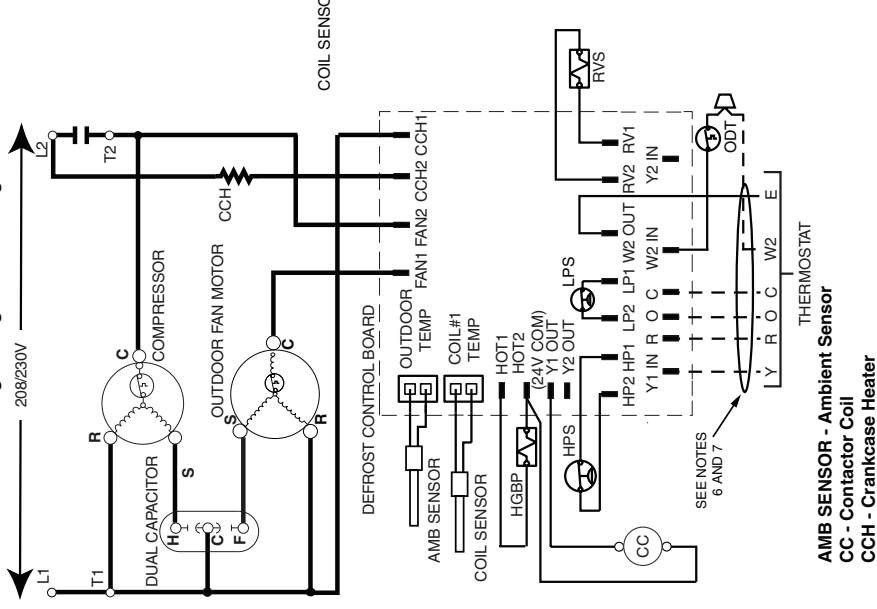 208/230V
L1
L2
T1
T2
R
C
COMPRESSOR
S
DUAL CAPACITOR
H
C
F
OUTDOOR FAN MOTOR
S
C
R
CCH
COIL SENSO
DEFROST CONTROL BOARD
FAN1 FAN2 CCH2 CCH1
OUTDOOR
TEMP
COIL#1
TEMP
AMB SENSOR
COIL SENSOR
HOT1
HOT2
(24V COM)
Y1 OUT
Y2 OUT
HGBP
HPS
LPS
CC
RVS
HP2 HP1
LP2 LP1
W2 OUT
RV2 RV1
Y1 IN
R
O
C
W2 IN
Y2 IN
ODT
SEE NOTES
6 AND 7
Y
R
O
C
W2
E
THERMOSTAT
AMB SENSOR - Ambient Sensor
CC - Contactor Coil
CCH - Crankcase Heater